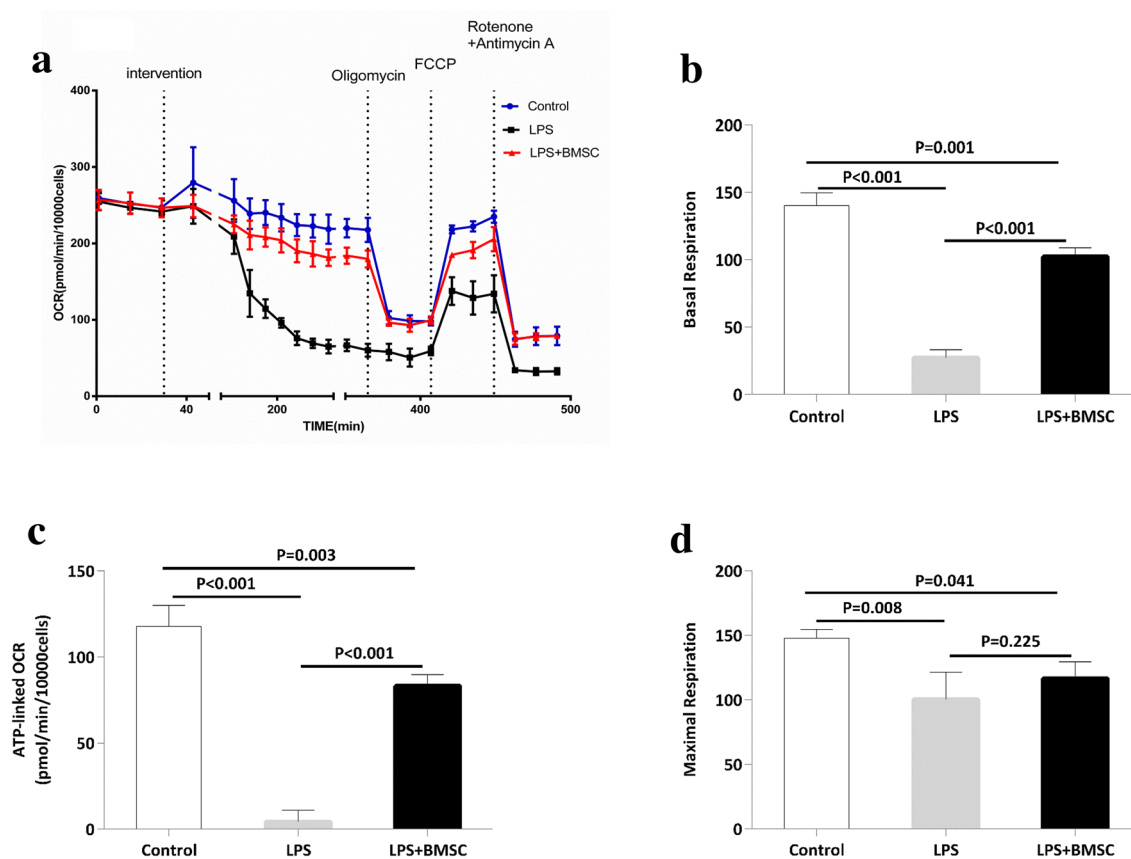 a
Rotenone
+Antimycin A
FCCP
Oligomycin
intervention
Control
LPS
LPS+BMSC
OCR(pmol/min/10000cells)
400
300
200
100
0
0
40
200
400
500
TIME(min)
b
Basal Respiration
200
150
100
50
0
P=0.001
P<0.001
P<0.001
Control
LPS
LPS+BMSC
c
ATP-linked OCR
(pmol/min/10000cells)
150
100
50
0
P=0.003
P<0.001
P<0.001
Control
LPS
LPS+BMSC
d
Maximal Respiration
200
150
100
50
0
P=0.041
P=0.008
P=0.225
Control
LPS
LPS+BMSC